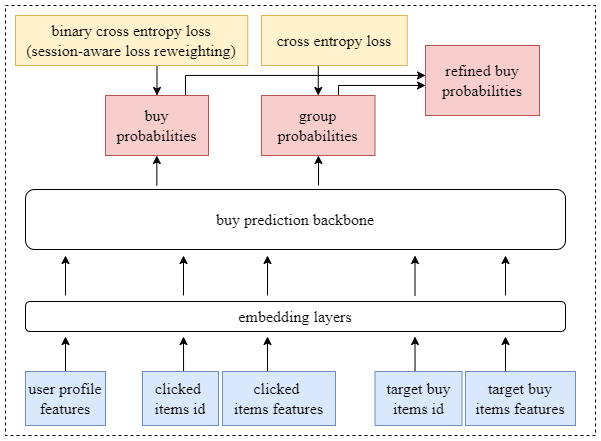 binary cross entropy loss
(session-aware loss reweighting)
cross entropy loss
refined buy
probabilities
buy
probabilities
group
probabilities
buy prediction backbone
embedding layers
user profile
features
clicked
items id
clicked
items features
target buy
items id
target buy
items features